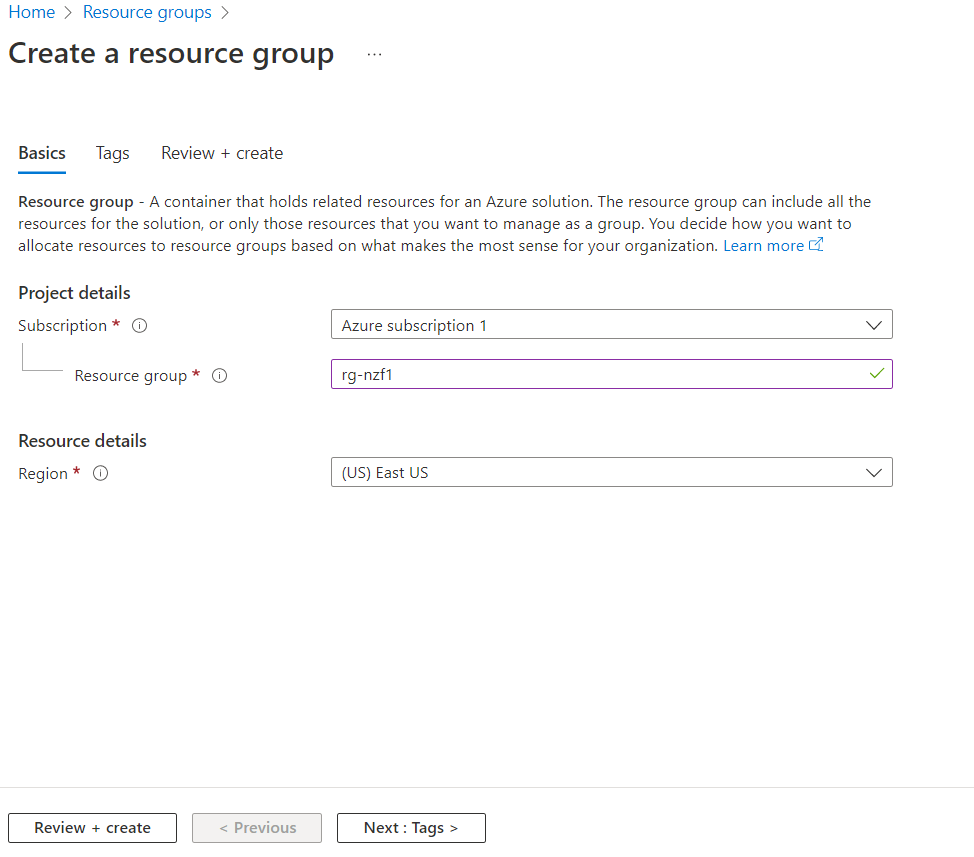 Home > Resource groups >
Create a resource group ...
Basics Tags Review + create
Resource group - A container that holds related resources for an Azure solution. The resource group can include all the
resources for the solution, or only those resources that you want to manage as a group. You decide how you want to
allocate resources to resource groups based on what makes the most sense for your organization. Learn more
Project details
Subscription * Azure subscription 1
Resource group * rg-nzf1
Resource details
Region * (US) East US
Review + create < Previous Next : Tags >